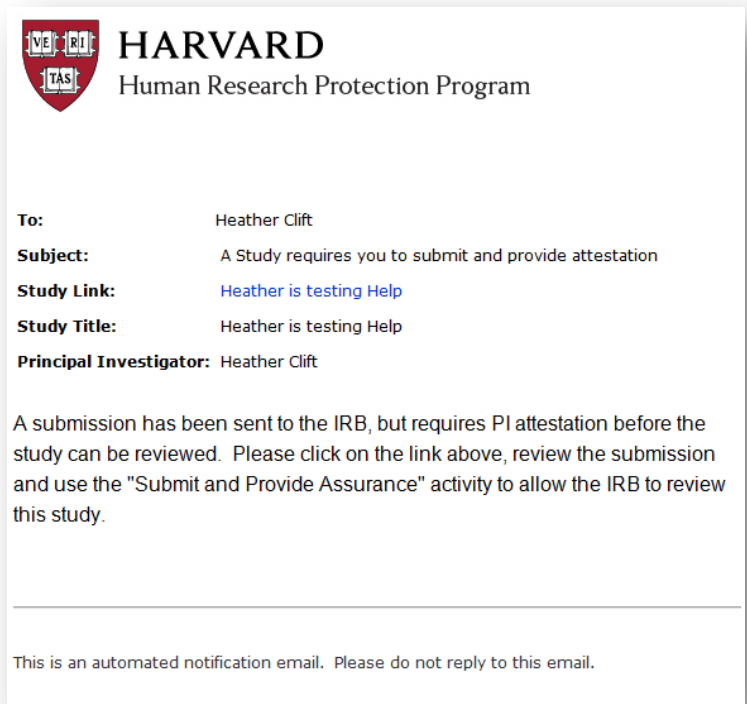 VE RI
TAS
HARVARD
Human Research Protection Program
To: Heather Clift
Subject: A Study requires you to submit and provide attestation
Study Link: Heather is testing Help
Study Title: Heather is testing Help
Principal Investigator: Heather Clift
A submission has been sent to the IRB, but requires PI attestation before the
study can be reviewed.  Please click on the link above, review the submission
and use the "Submit and Provide Assurance" activity to allow the IRB to review
this study.
This is an automated notification email.  Please do not reply to this email.